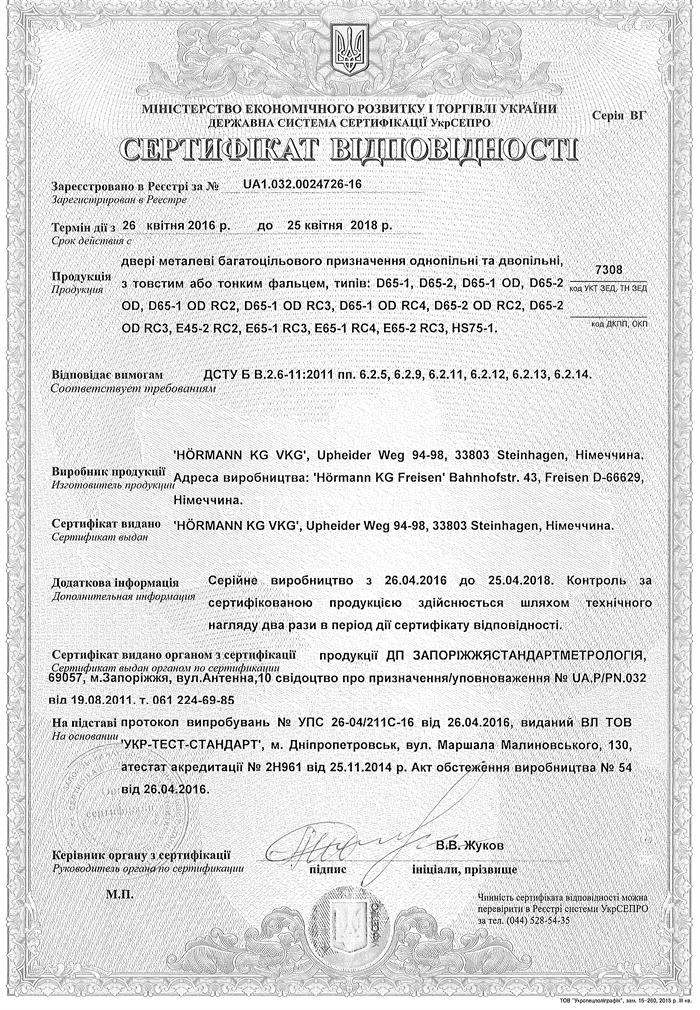 МІНІСТЕРСТВО ЕКОНОМІЧНОГО РОЗВИТКУ І ТОРГІВЛІ УКРАЇНИ
ДЕРЖАВНА СИСТЕМА СЕРТИФІКАЦІЇ УкрСЕПРО
Серія ВГ
СЕРТИФІКАТ ВІДПОВІДНОСТІ
Зареєстровано в Реєстрі за № UA1.032.0024726-16
Зарегистрирован в Реестре
Термін дії з 26 квітня 2016 р. до 25 квітня 2018 р.
Срок действия с
двері металеві багатоцільового призначення однопільні та двопільні,
Продукція з товстим або тонким фальцем, типів: D65-1, D65-2, D65-1 OD, D65-2 7308
Продукция OD, D65-1 OD RC2, D65-1 OD RC3, D65-1 OD RC4, D65-2 OD RC2, D65-2 код УКТ ЗЕД, ТН ЗЕД
OD RC3, E45-2 RC2, E65-1 RC3, E65-1 RC4, E65-2 RC3, HS75-1. код ДКПП, ОКП
Відповідає вимогам ДСТУ Б В.2.6-11:2011 пп. 6.2.5, 6.2.9, 6.2.11, 6.2.12, 6.2.13, 6.2.14.
Соответствует требованиям
'HÖRMANN KG VKG', Upheider Weg 94-98, 33803 Steinhagen, Німеччина.
Виробник продукції Адреса виробництва: 'Hörmann KG Freisen' Bahnhofstr. 43, Freisen D-66629,
Изготовитель продукции Німеччина.
Сертифікат видано 'HÖRMANN KG VKG', Upheider Weg 94-98, 33803 Steinhagen, Німеччина.
Сертификат выдан
Додаткова інформація Серійне виробництво з 26.04.2016 до 25.04.2018. Контроль за
Дополнительная информация сертифікованою продукцією здійснюється шляхом технічного
нагляду два рази в період дії сертифікату відповідності.
Сертифікат видано органом з сертифікації продукції ДП ЗАПОРІЖЖЯСТАНДАРТМЕТРОЛОГІЯ,
Сертификат выдан органом по сертификации
69057, м.Запоріжжя, вул.Антенна,10 свідоцтво про призначення/уповноваження № UA.P/PN.032
від 19.08.2011. т. 061 224-69-85
На підставі протокол випробувань № УПС 26-04/211С-16 від 26.04.2016, виданий ВЛ ТОВ
На основании 'УКР-ТЕСТ-СТАНДАРТ', м. Дніпропетровськ, вул. Маршала Малиновського, 130,
атестат акредитації № 2Н961 від 25.11.2014 р. Акт обстеження виробництва № 54
від 26.04.2016.
Керівник органу з сертифікації В.В. Жуков
Руководитель органа по сертификации підпис ініціали, прізвище
М.П.
Чинність сертифіката відповідності можна
перевірити в Реєстрі системи УкрСЕПРО
за тел. (044) 528-54-35
УкрСЕПРО
ТОВ "Укрспецполіграфія", зам. 15-260, 2015 р. III кв.